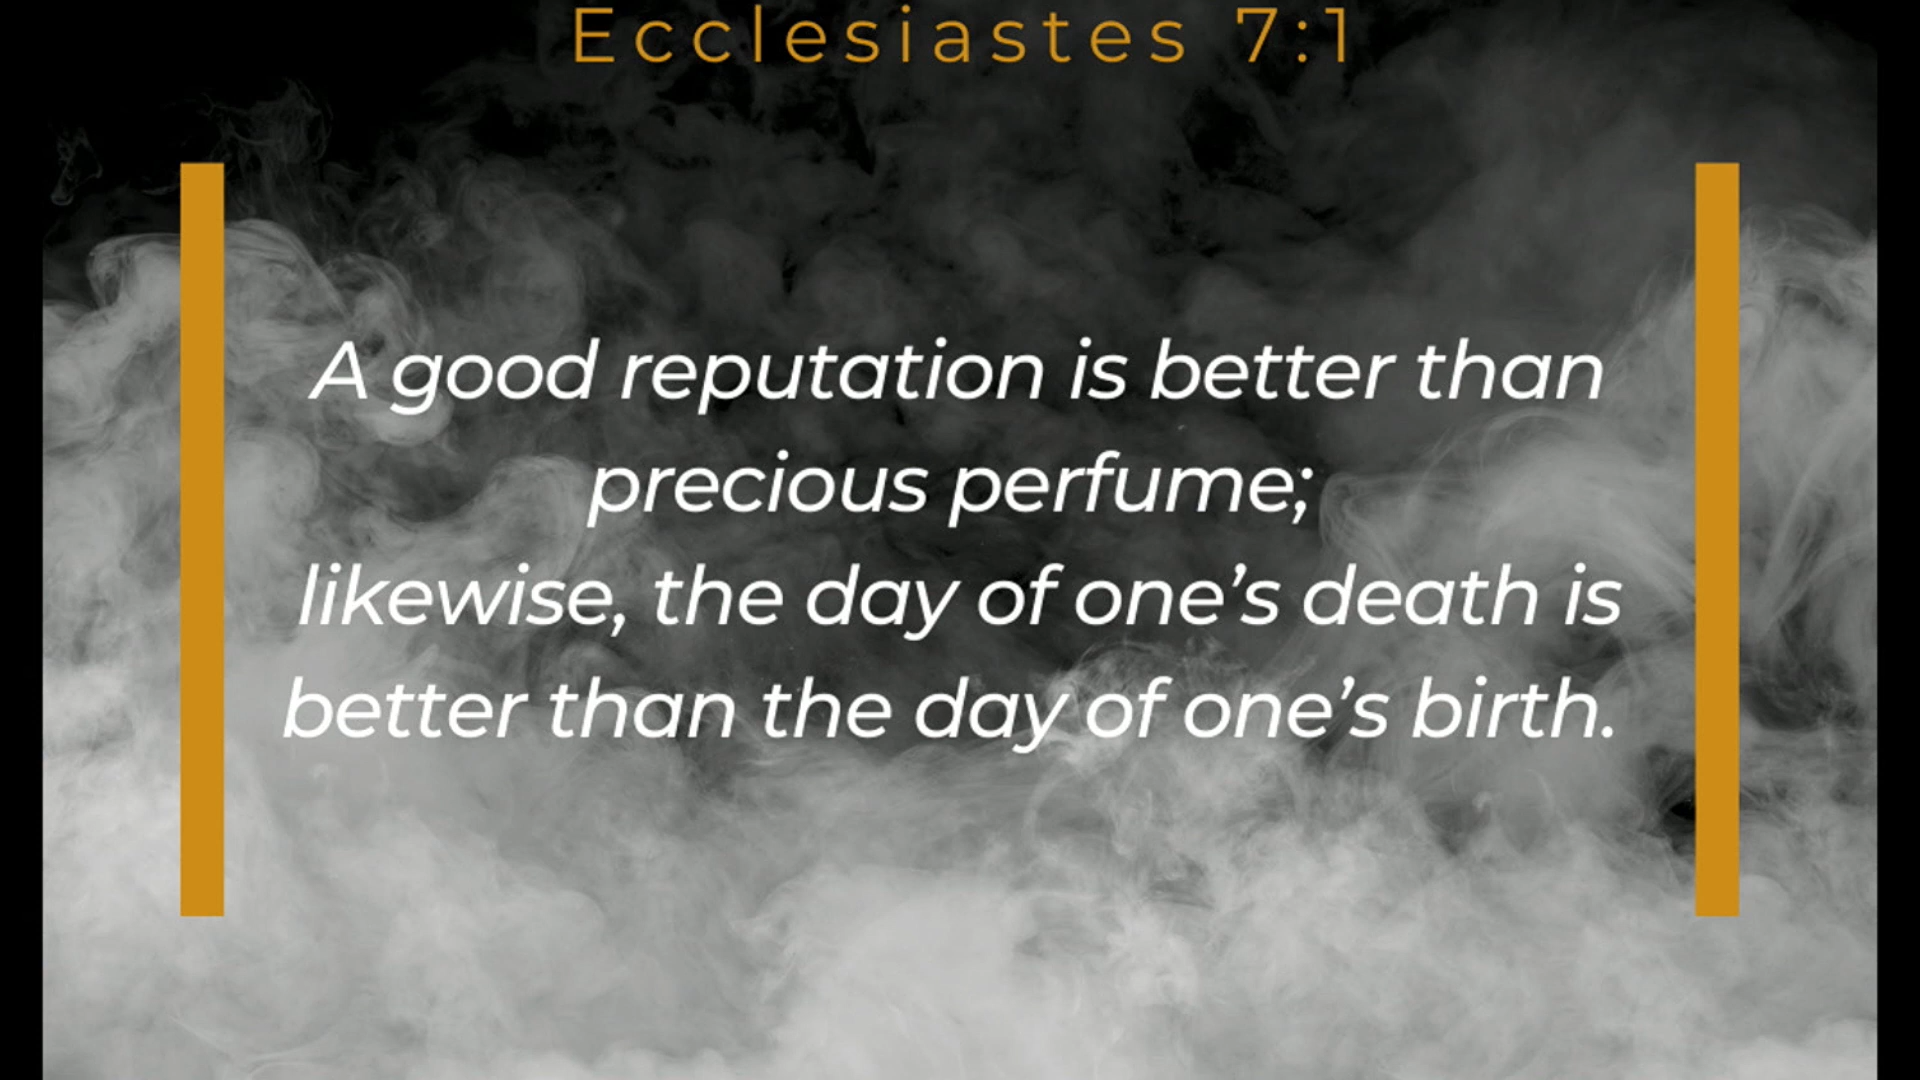 Ecclesiastes 7:1
A good reputation is better than
precious perfume;
likewise, the day of one’s death is
better than the day of one’s birth.